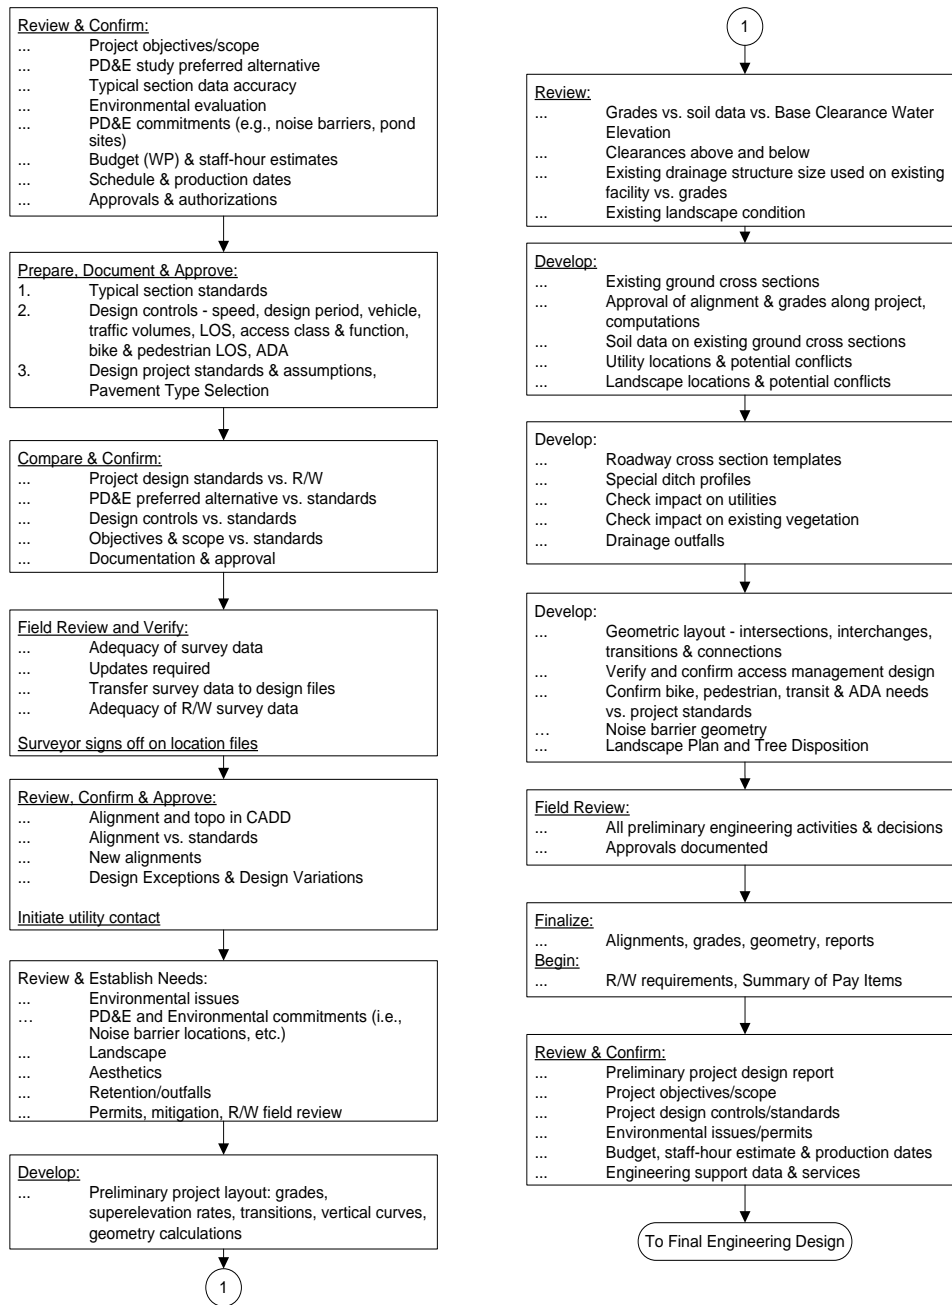 Review & Confirm:
... Project objectives/scope
... PD&E study preferred alternative
... Typical section data accuracy
... Environmental evaluation
... PD&E commitments (e.g., noise barriers, pond
sites)
... Budget (WP) & staff-hour estimates
... Schedule & production dates
... Approvals & authorizations
Prepare, Document & Approve:
1. Typical section standards
2. Design controls - speed, design period, vehicle,
traffic volumes, LOS, access class & function,
bike & pedestrian LOS, ADA
3. Design project standards & assumptions,
Pavement Type Selection
Compare & Confirm:
... Project design standards vs. R/W
... PD&E preferred alternative vs. standards
... Design controls vs. standards
... Objectives & scope vs. standards
... Documentation & approval
Field Review and Verify:
... Adequacy of survey data
... Updates required
... Transfer survey data to design files
... Adequacy of R/W survey data
Surveyor signs off on location files
Review, Confirm & Approve:
... Alignment and topo in CADD
... Alignment vs. standards
... New alignments
... Design Exceptions & Design Variations
Initiate utility contact
Review & Establish Needs:
... Environmental issues
... PD&E and Environmental commitments (i.e.,
Noise barrier locations, etc.)
... Landscape
... Aesthetics
... Retention/outfalls
... Permits, mitigation, R/W field review
Develop:
... Preliminary project layout: grades,
superelevation rates, transitions, vertical curves,
geometry calculations
1
1
Review:
... Grades vs. soil data vs. Base Clearance Water
Elevation
... Clearances above and below
... Existing drainage structure size used on existing
facility vs. grades
... Existing landscape condition
Develop:
... Existing ground cross sections
... Approval of alignment & grades along project,
computations
... Soil data on existing ground cross sections
... Utility locations & potential conflicts
... Landscape locations & potential conflicts
Develop:
... Roadway cross section templates
... Special ditch profiles
... Check impact on utilities
... Check impact on existing vegetation
... Drainage outfalls
Develop:
... Geometric layout - intersections, interchanges,
transitions & connections
... Verify and confirm access management design
... Confirm bike, pedestrian, transit & ADA needs
vs. project standards
... Noise barrier geometry
... Landscape Plan and Tree Disposition
Field Review:
... All preliminary engineering activities & decisions
... Approvals documented
Finalize:
... Alignments, grades, geometry, reports
Begin:
... R/W requirements, Summary of Pay Items
Review & Confirm:
... Preliminary project design report
... Project objectives/scope
... Project design controls/standards
... Environmental issues/permits
... Budget, staff-hour estimate & production dates
... Engineering support data & services
To Final Engineering Design